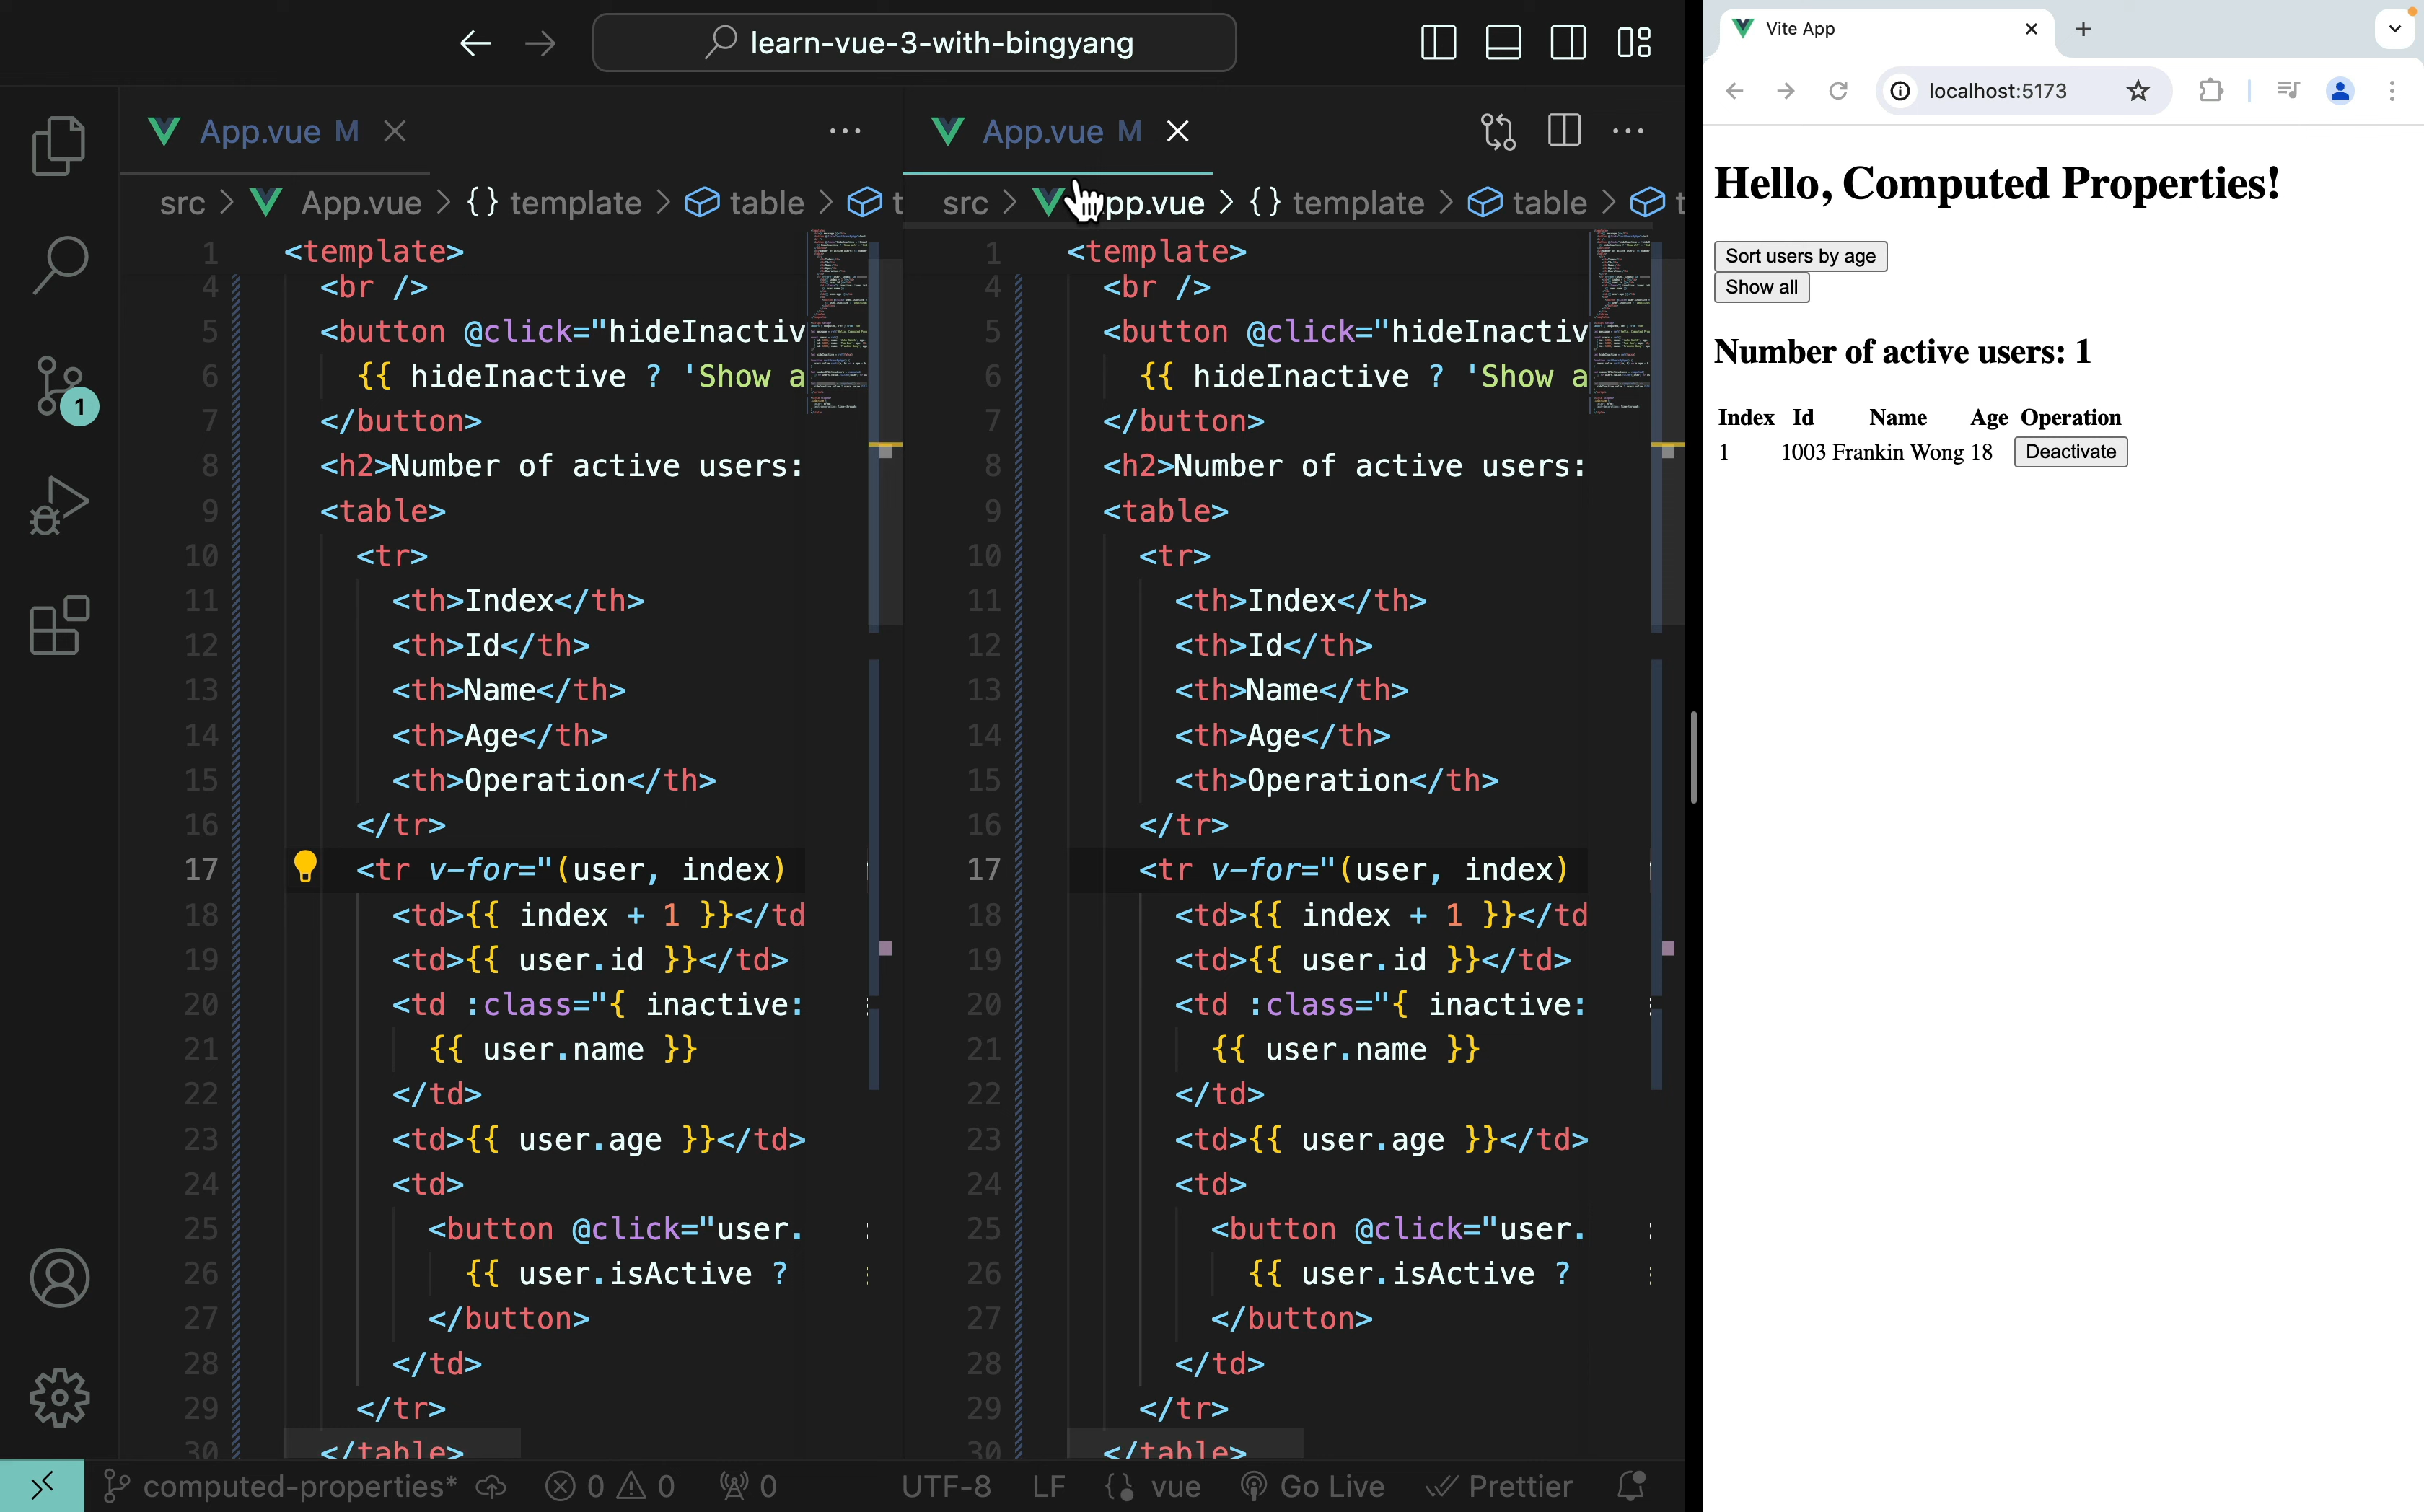 learn-vue-3-with-bingyang
App.vue M
src > App.vue > {} template > table > t
1 <template>
4 <br />
5 <button @click="hideInactiv
6 {{ hideInactive ? 'Show a
7 </button>
8 <h2>Number of active users:
9 <table>
10 <tr>
11 <th>Index</th>
12 <th>Id</th>
13 <th>Name</th>
14 <th>Age</th>
15 <th>Operation</th>
16 </tr>
17 <tr v-for="(user, index)
18 <td>{{ index + 1 }}</td
19 <td>{{ user.id }}</td>
20 <td :class="{ inactive:
21 {{ user.name }}
22 </td>
23 <td>{{ user.age }}</td>
24 <td>
25 <button @click="user.
26 {{ user.isActive ?
27 </button>
28 </td>
29 </tr>
30 </table>
App.vue M
src > pp.vue > {} template > table > t
1 <template>
4 <br />
5 <button @click="hideInactiv
6 {{ hideInactive ? 'Show a
7 </button>
8 <h2>Number of active users:
9 <table>
10 <tr>
11 <th>Index</th>
12 <th>Id</th>
13 <th>Name</th>
14 <th>Age</th>
15 <th>Operation</th>
16 </tr>
17 <tr v-for="(user, index)
18 <td>{{ index + 1 }}</td
19 <td>{{ user.id }}</td>
20 <td :class="{ inactive:
21 {{ user.name }}
22 </td>
23 <td>{{ user.age }}</td>
24 <td>
25 <button @click="user.
26 {{ user.isActive ?
27 </button>
28 </td>
29 </tr>
30 </table>
1
computed-properties* 0 0 0 UTF-8 LF {} vue Go Live Prettier
Vite App
localhost:5173
Hello, Computed Properties!
Sort users by age
Show all
Number of active users: 1
Index Id Name Age Operation
1 1003 Frankin Wong 18 Deactivate